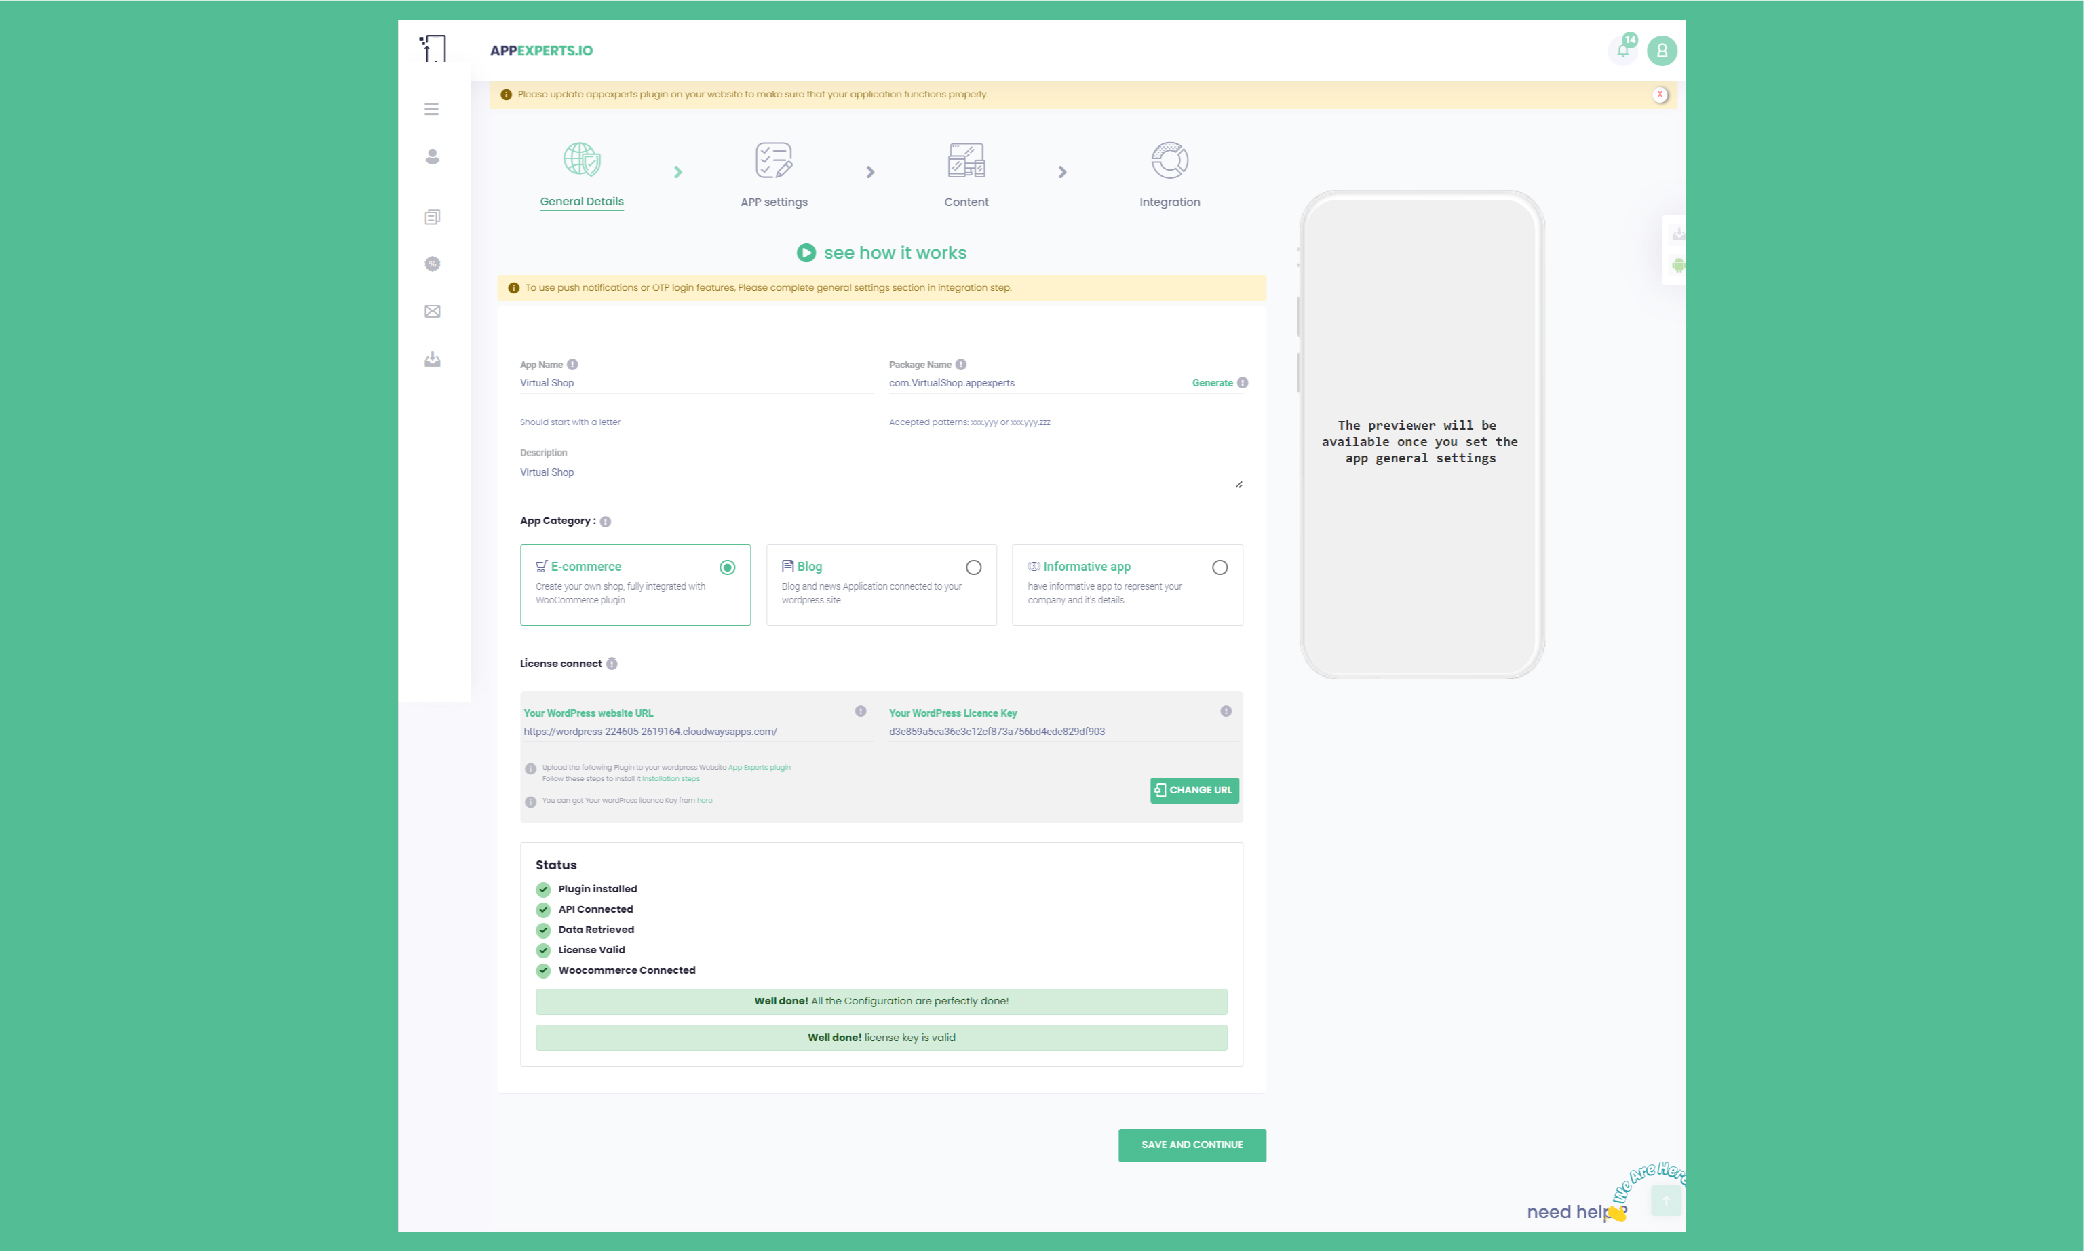 APPEXPERTS.IO
14
Please update appexperts plugin on your website to make sure that your application functions properly.
X
General Details
APP settings
Content
Integration
see how it works
To use push notifications or OTP login features, Please complete general settings section in integration step.
App Name
Package Name
Virtual Shop
com.VirtualShop.appexperts
Generate
Should start with a letter
Accepted patterns: xxx.yyy or xxx.yyy.zzz
Description
Virtual Shop
The previewer will be
available once you set the
app general settings
App Category :
E-commerce
Create your own shop, fully integrated with
WooCommerce plugin
Blog
Blog and news Application connected to your
wordpress site
Informative app
have informative app to represent your
company and it's details
License connect
Your WordPress website URL
Your WordPress Licence Key
https://wordpress-224605-2619164.cloudwaysapps.com/
Upload the following Plugin to your wordpress Website App Experts plugin
Follow these steps to install it Installation steps
You can get Your wordPress licence Key from here
CHANGE URL
Status
Plugin installed
API Connected
Data Retrieved
License Valid
Woocommerce Connected
Well done! All the Configuration are perfectly done!
Well done! license key is valid
SAVE AND CONTINUE
We Are Here
need help?